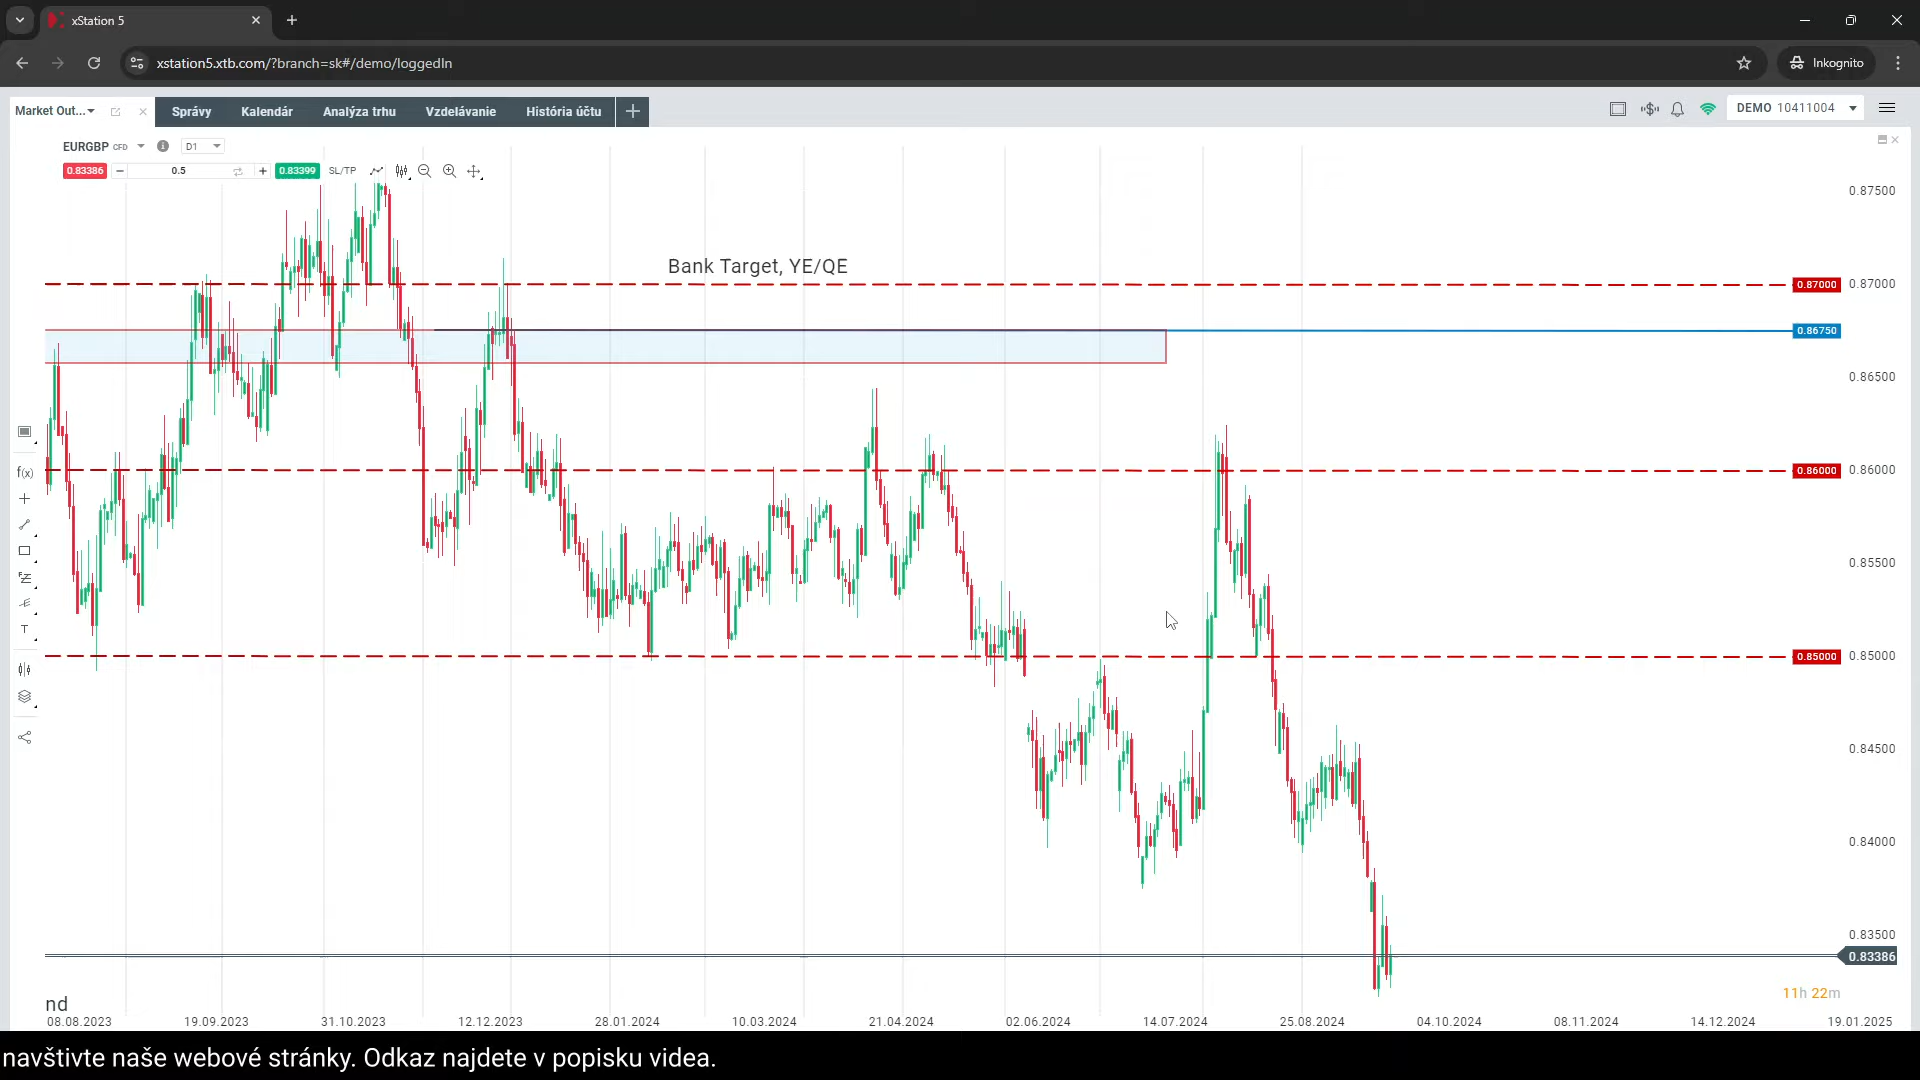 xStation 5
xstation5.xtb.com/?branch=sk#/demo/loggedIn
Inkognito
Market Out...
Správy
Kalendár
Analýza trhu
Vzdelávanie
História účtu
DEMO 10411004
EURGBP CFD
D1
0.83386
0.5
0.83399
SL/TP
0.87500
Bank Target, YE/QE
0.87000
0.87000
0.86750
0.86500
f(x)
0.86000
0.86000
0.85500
T
0.85000
0.85000
0.84500
0.84000
0.83500
0.83386
11h 22m
nd
08.08.2023
19.09.2023
31.10.2023
12.12.2023
28.01.2024
10.03.2024
21.04.2024
02.06.2024
14.07.2024
25.08.2024
04.10.2024
08.11.2024
14.12.2024
19.01.2025
navštivte naše webové stránky. Odkaz najdete v popisku videa.